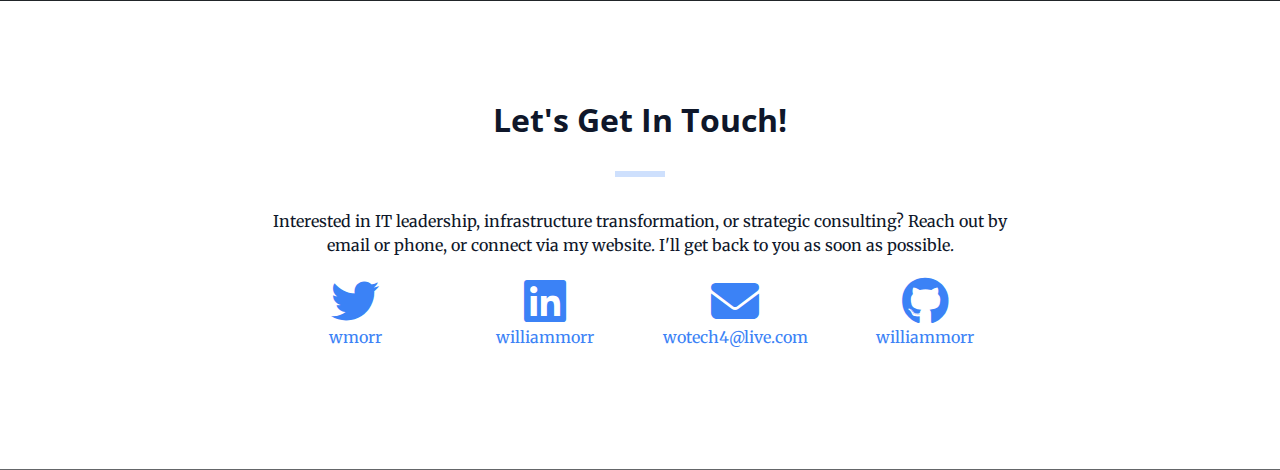 Let's Get In Touch!
Interested in IT leadership, infrastructure transformation, or strategic consulting? Reach out by
email or phone, or connect via my website. I'll get back to you as soon as possible.
wmorr williammorr wotech4@live.com williammorr